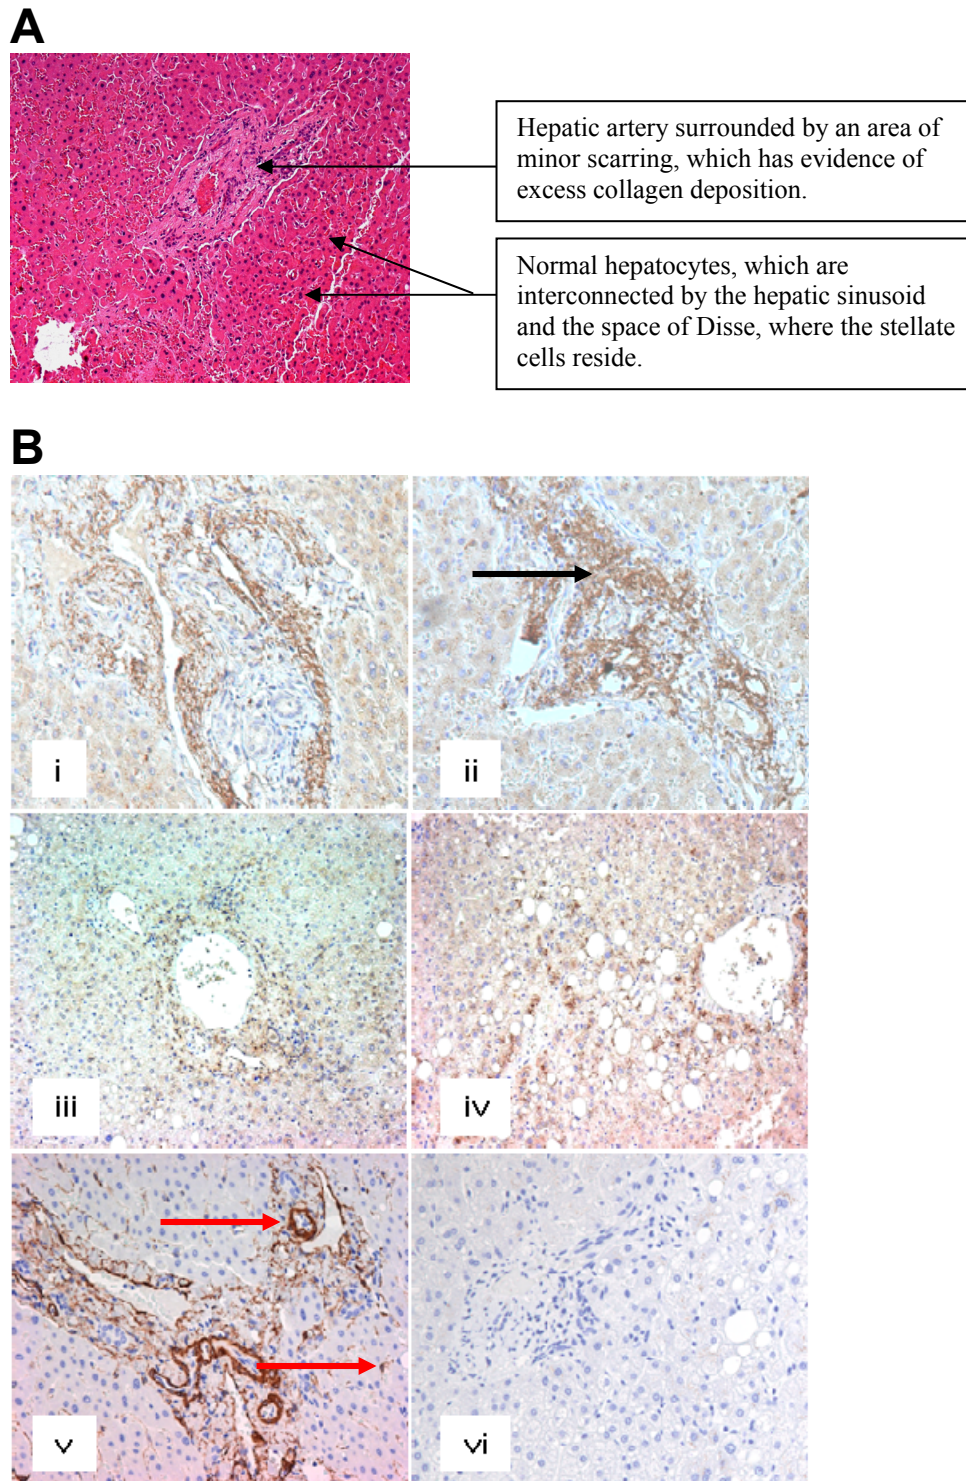 A
Hepatic artery surrounded by an area of
minor scarring, which has evidence of
excess collagen deposition.
Normal hepatocytes, which are
interconnected by the hepatic sinusoid
and the space of Disse, where the stellate
cells reside.
B
i
ii
iii
iv
v
vi